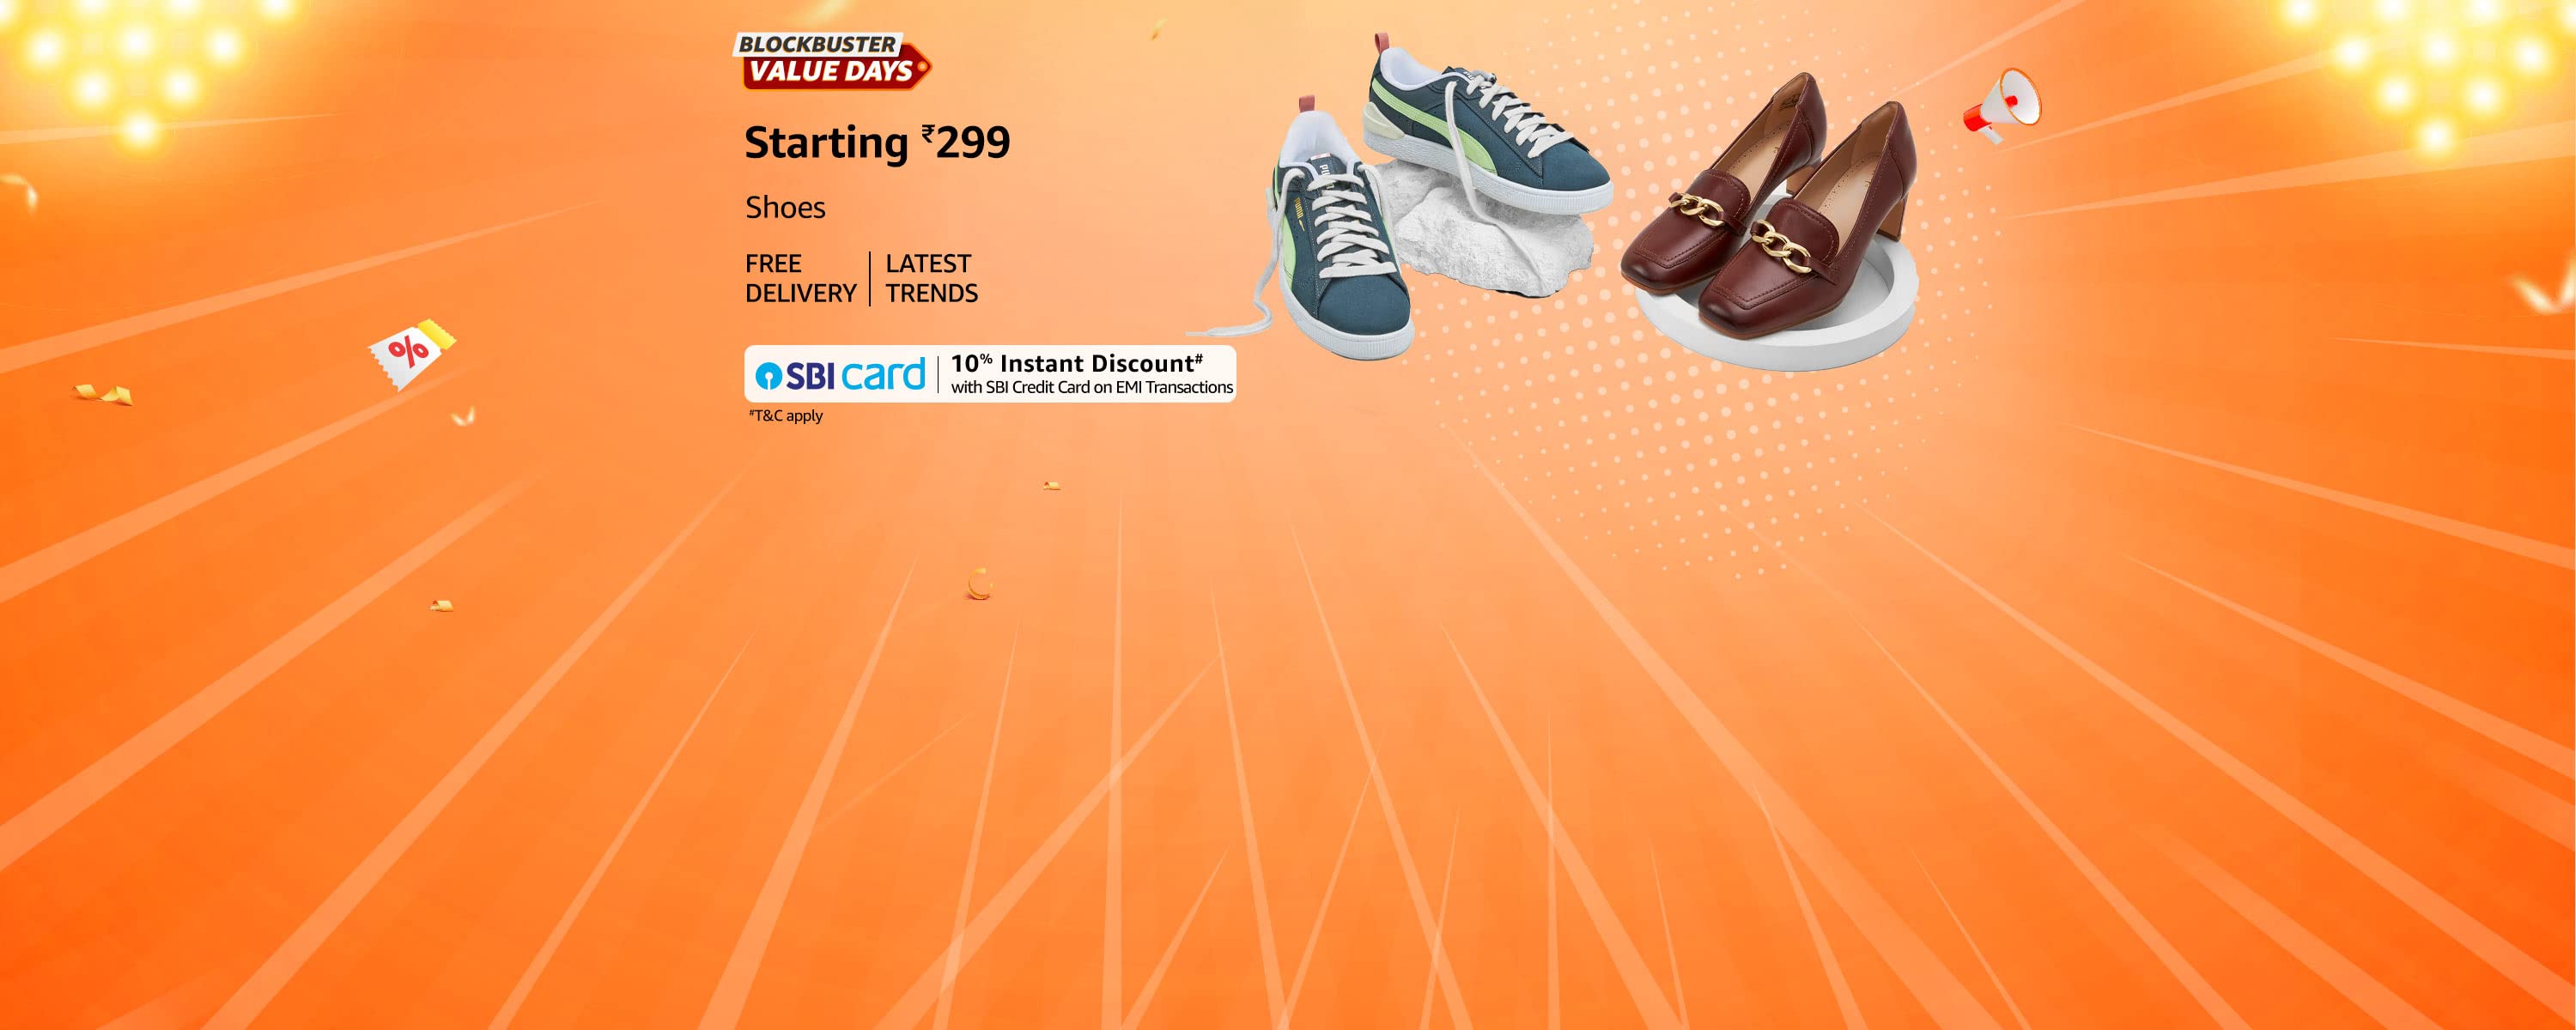 BLOCKBUSTER
VALUE DAYS
Starting ₹299
Shoes
FREE
DELIVERY
LATEST
TRENDS
SBI card
10% Instant Discount#
with SBI Credit Card on EMI Transactions
#T&C apply
%